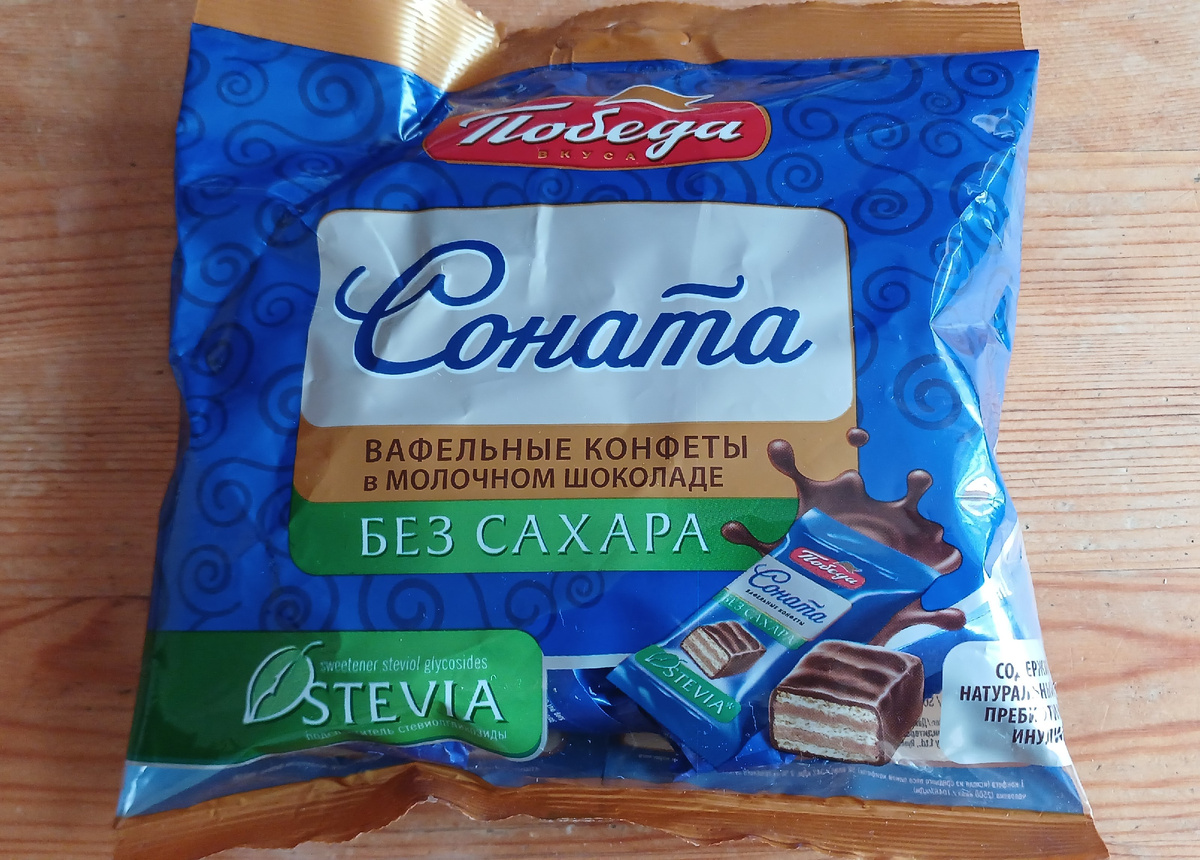 Победа
ВКУСА
Соната
ВАФЕЛЬНЫЕ КОНФЕТЫ
в МОЛОЧНОМ ШОКОЛАДЕ
БЕЗ САХАРА
Победа
Соната
ВАФЕЛЬНЫЕ КОНФЕТЫ
БЕЗ САХАРА
STEVIA
sweetener steviol glycosides
STEVIA
стевиолгликозиды